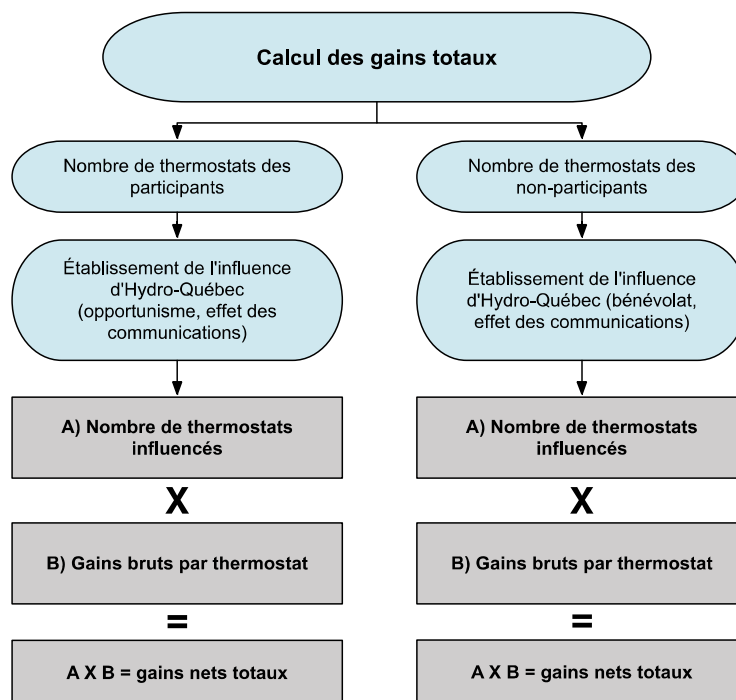 Calcul des gains totaux
Nombre de thermostats des
participants
Nombre de thermostats des
non-participants
Établissement de l'influence
d'Hydro-Québec
(opportunisme, effet des
communications)
Établissement de l'influence
d'Hydro-Québec (bénévolat,
effet des communications)
A) Nombre de thermostats
influencés
A) Nombre de thermostats
influencés
X
X
B) Gains bruts par thermostat
B) Gains bruts par thermostat
=
=
A X B = gains nets totaux
A X B = gains nets totaux